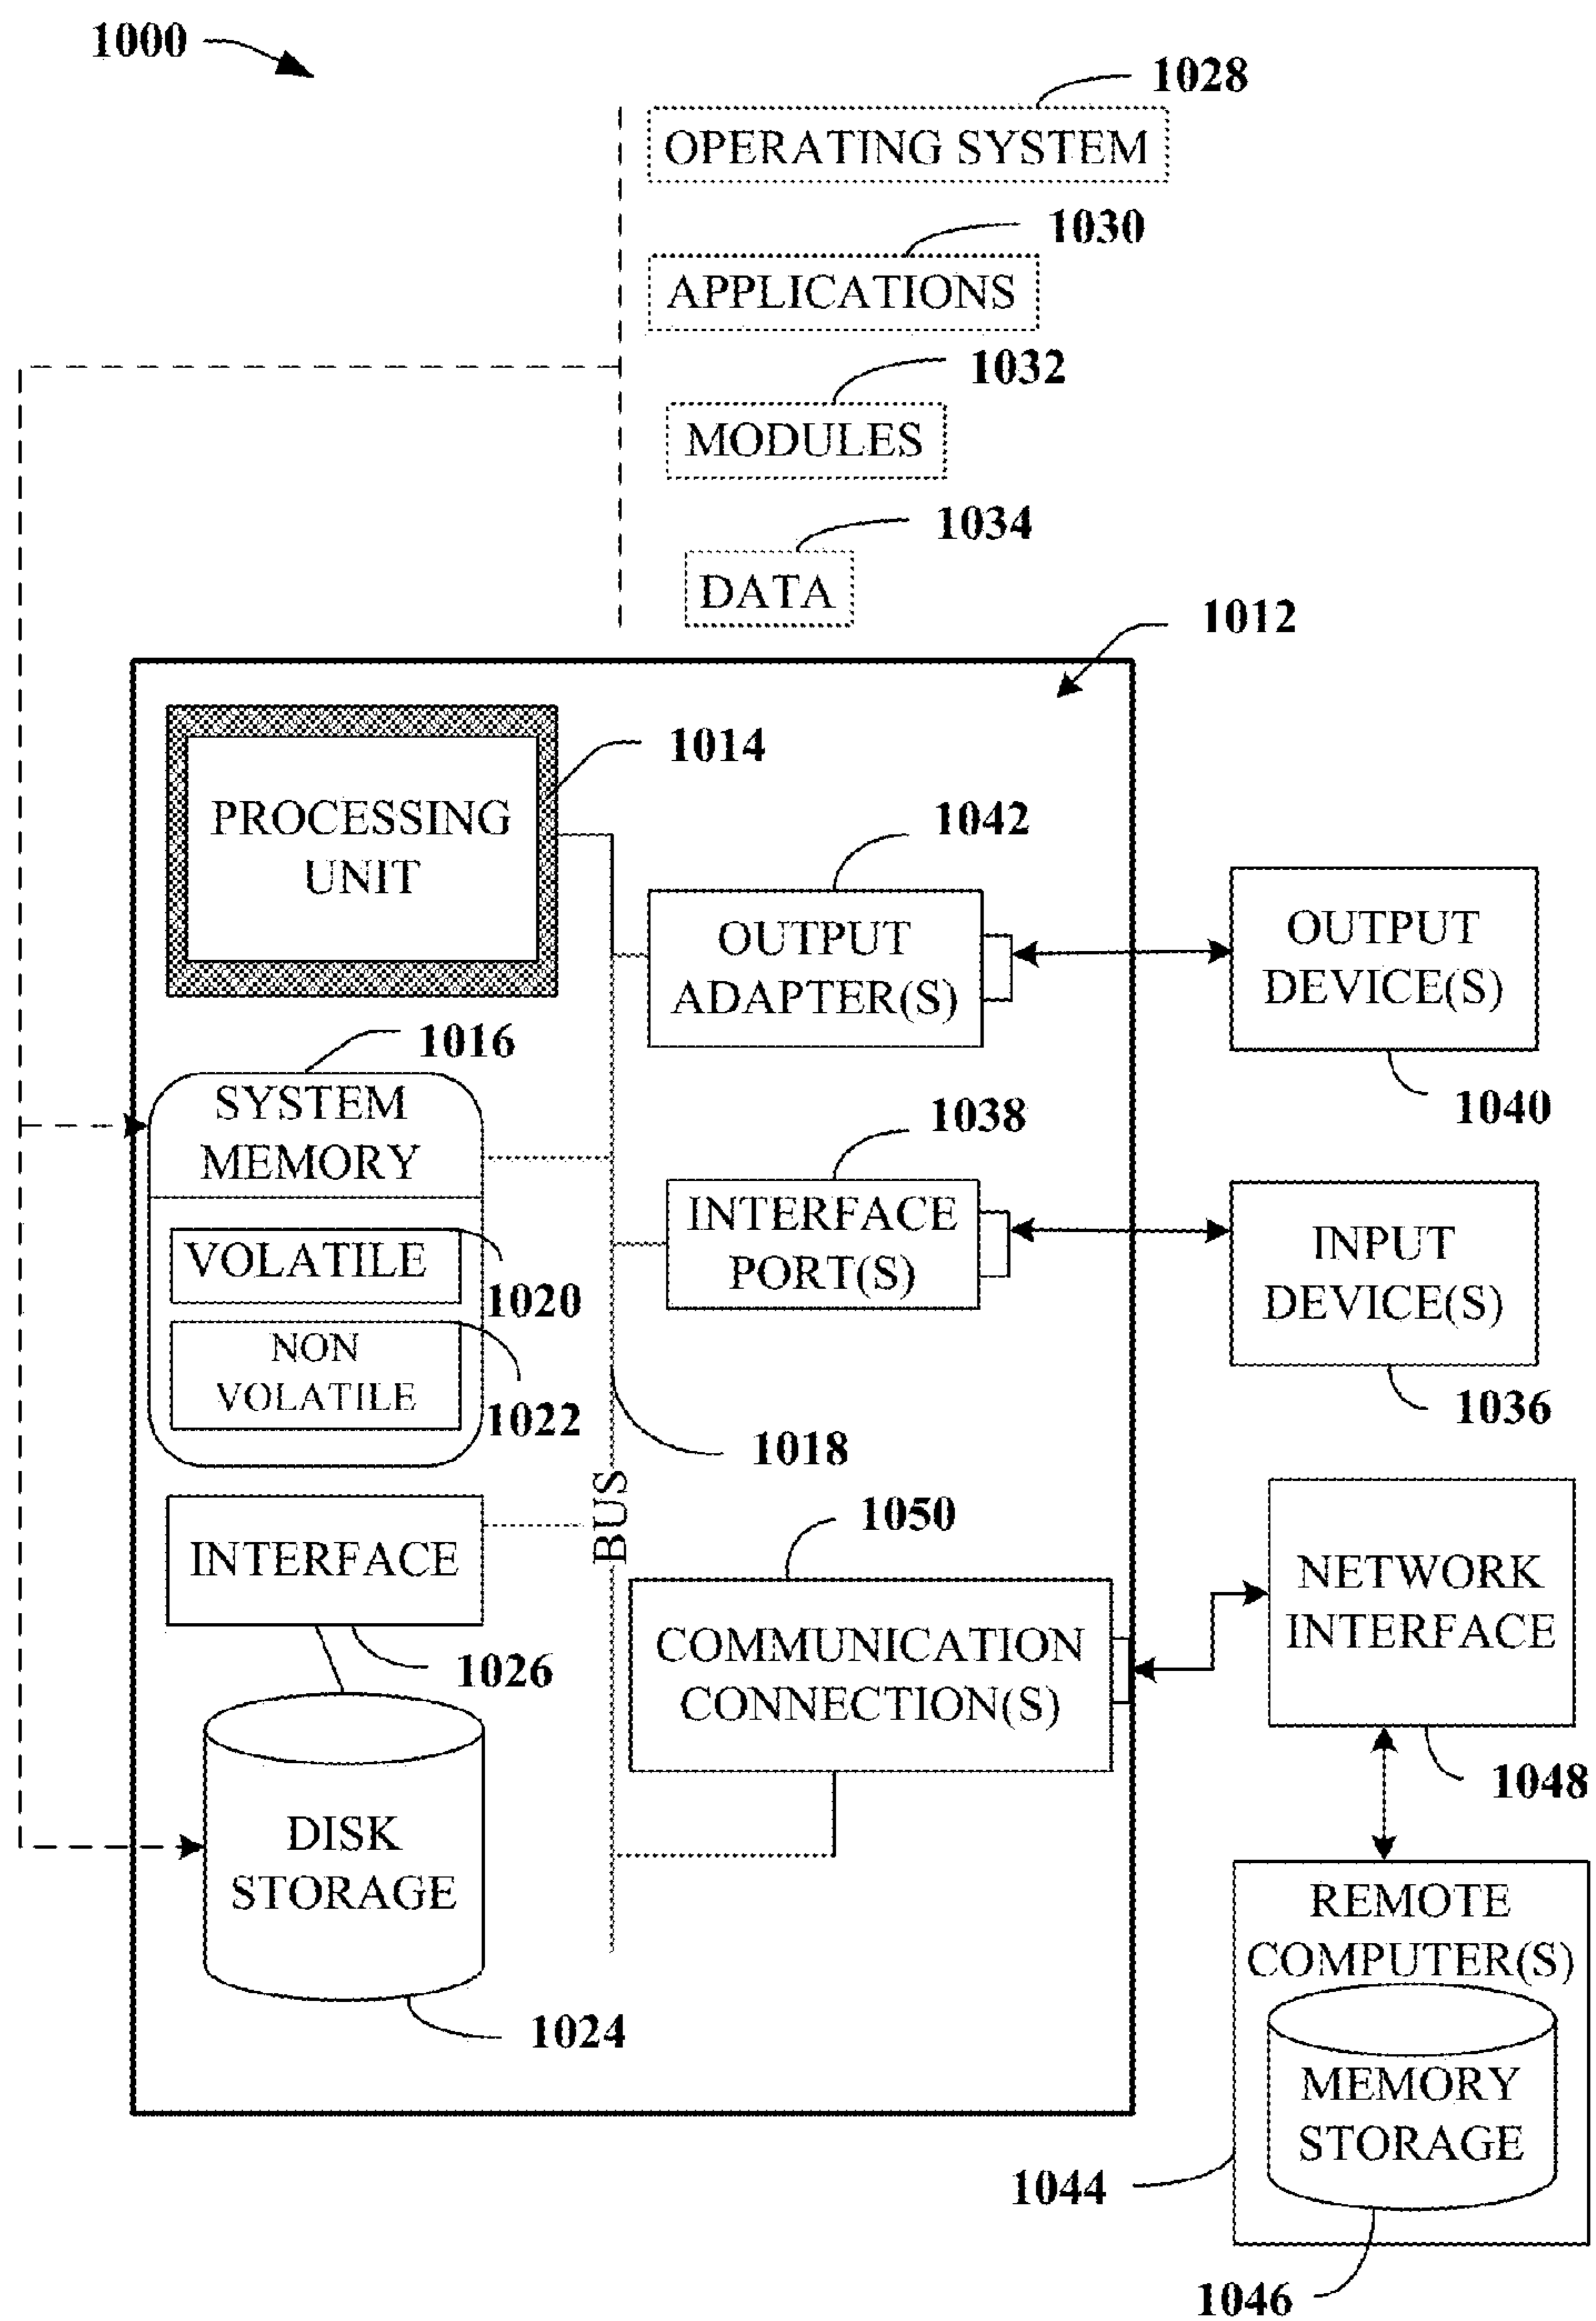 1000
1028
OPERATING SYSTEM
1030
APPLICATIONS
1032
MODULES
1034
DATA
1012
1014
PROCESSING
UNIT
1042
OUTPUT
ADAPTER(S)
OUTPUT
DEVICE(S)
1040
1016
SYSTEM
MEMORY
VOLATILE
1020
NON
VOLATILE
1022
1038
INTERFACE
PORT(S)
INPUT
DEVICE(S)
1036
1018
BUS
INTERFACE
1026
1050
COMMUNICATION
CONNECTION(S)
NETWORK
INTERFACE
1048
DISK
STORAGE
1024
REMOTE
COMPUTER(S)
MEMORY
STORAGE
1044
1046